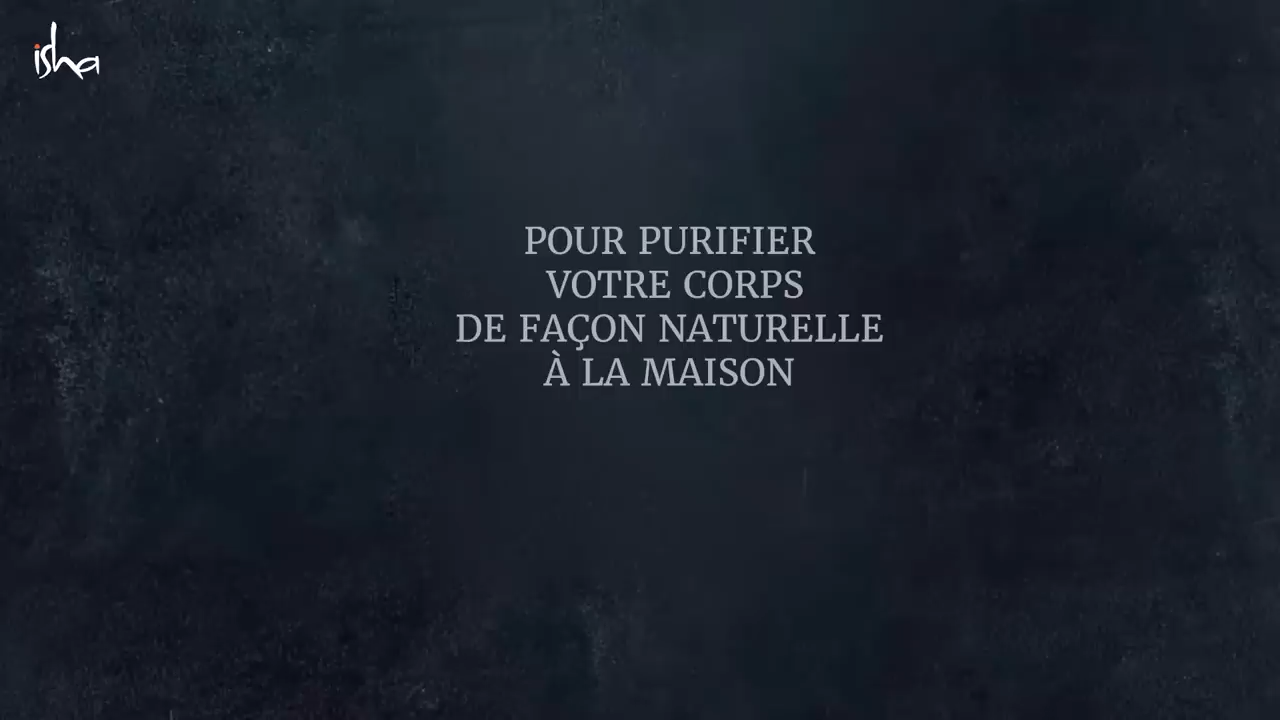 isha
POUR PURIFIER
VOTRE CORPS
DE FAÇON NATURELLE
À LA MAISON